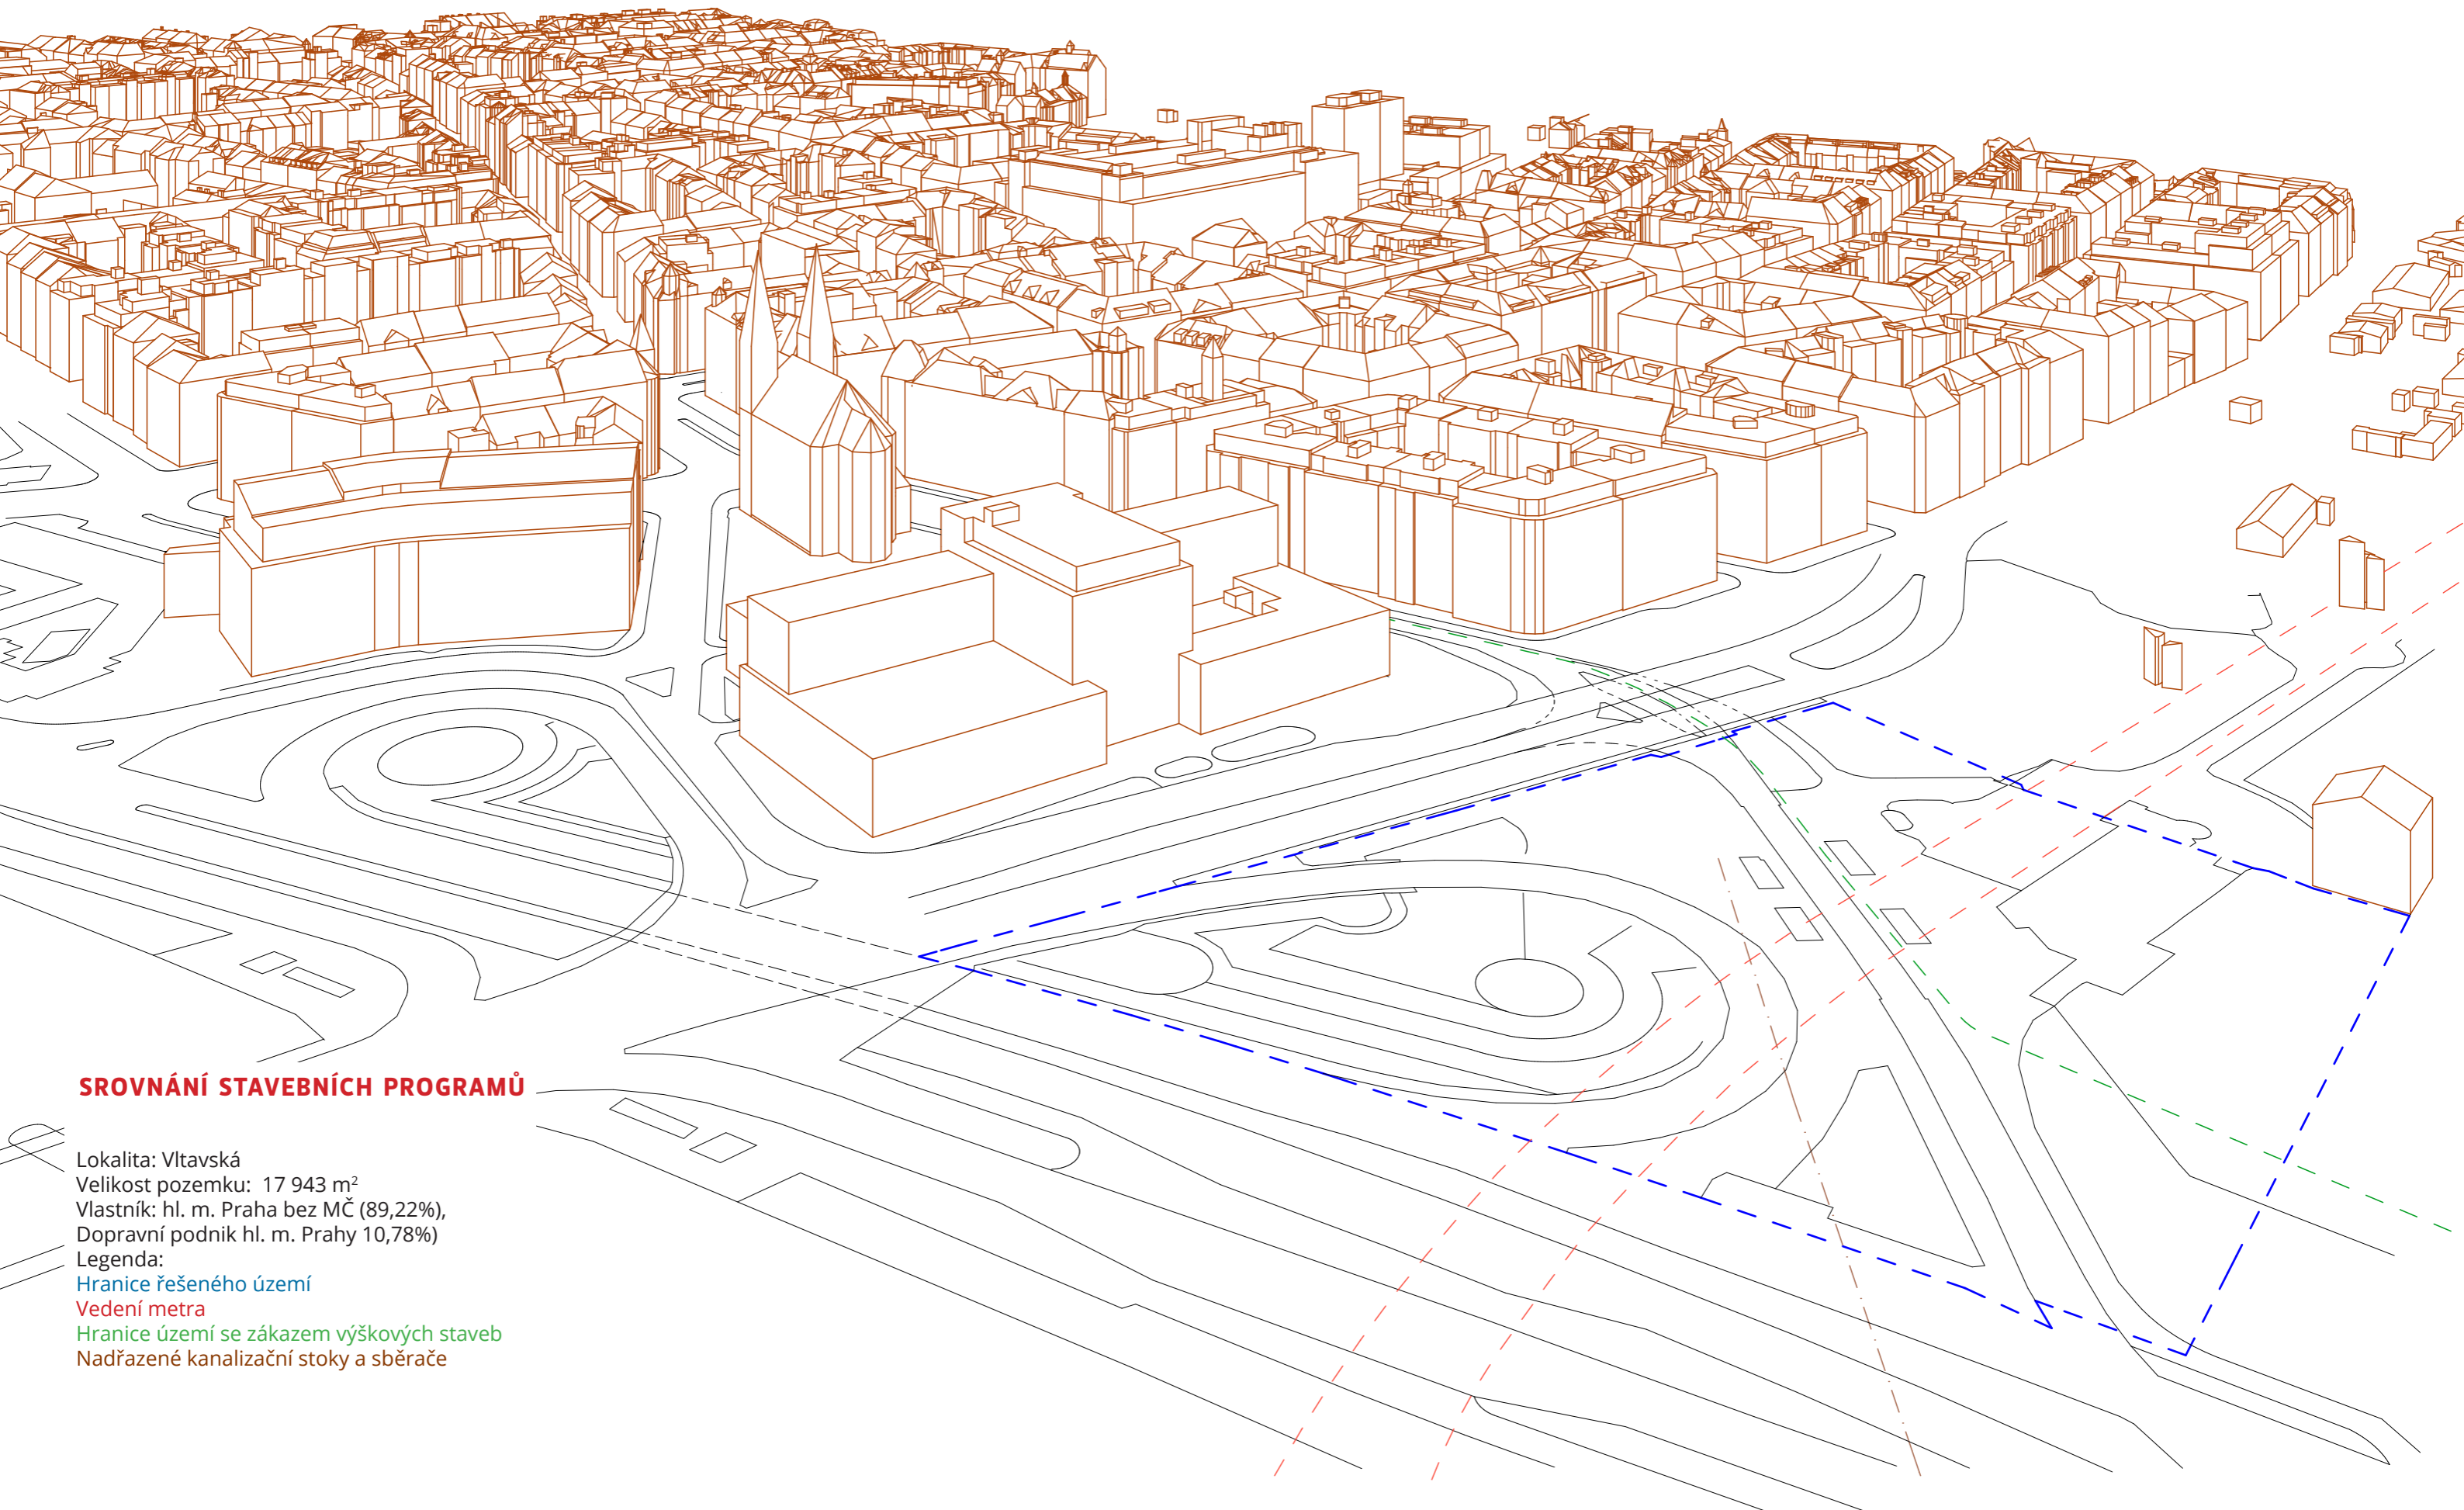 SROVNÁNÍ STAVEBNÍCH PROGRAMŮ
Lokalita: Vltavská
Velikost pozemku: 17 943 m²
Vlastník: hl. m. Praha bez MČ (89,22%),
Dopravní podnik hl. m. Prahy 10,78%)
Legenda:
Hranice řešeného území
Vedení metra
Hranice území se zákazem výškových staveb
Nadřazené kanalizační stoky a sběrače